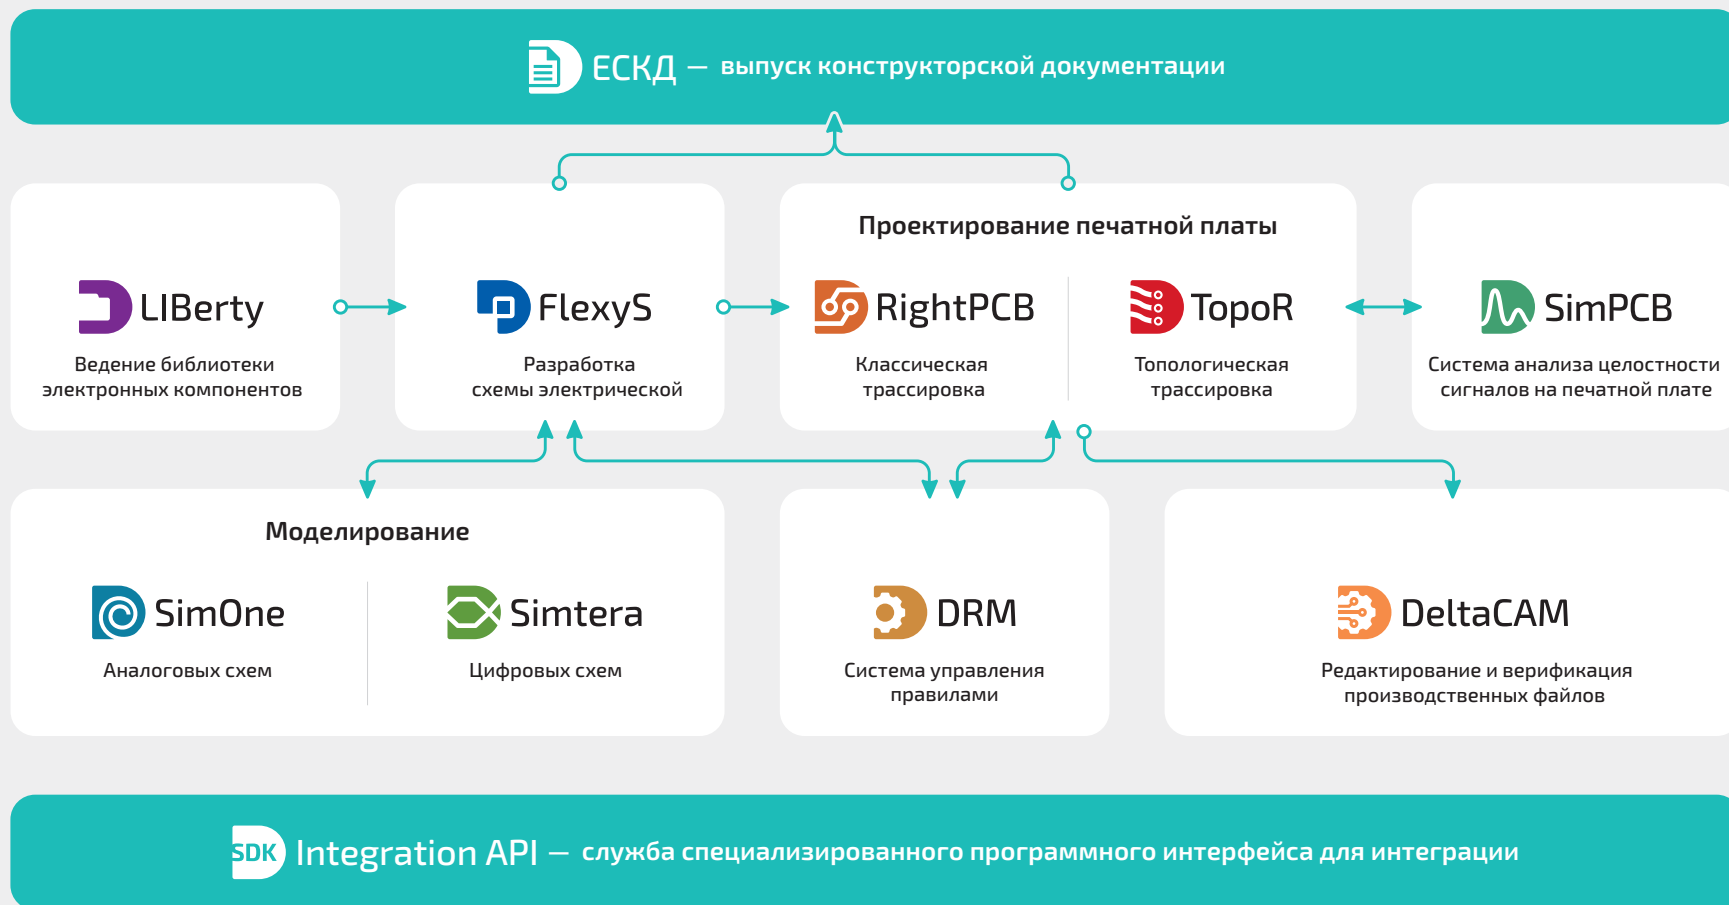 ЕСКД — выпуск конструкторской документации
LIBerty
Ведение библиотеки
электронных компонентов
FlexyS
Разработка
схемы электрической
Проектирование печатной платы
RightPCB
Классическая
трассировка
TopoR
Топологическая
трассировка
SimPCB
Система анализа целостности
сигналов на печатной плате
Моделирование
SimOne
Аналоговых схем
Simtera
Цифровых схем
DRM
Система управления
правилами
DeltaCAM
Редактирование и верификация
производственных файлов
SDK Integration API — служба специализированного программного интерфейса для интеграции